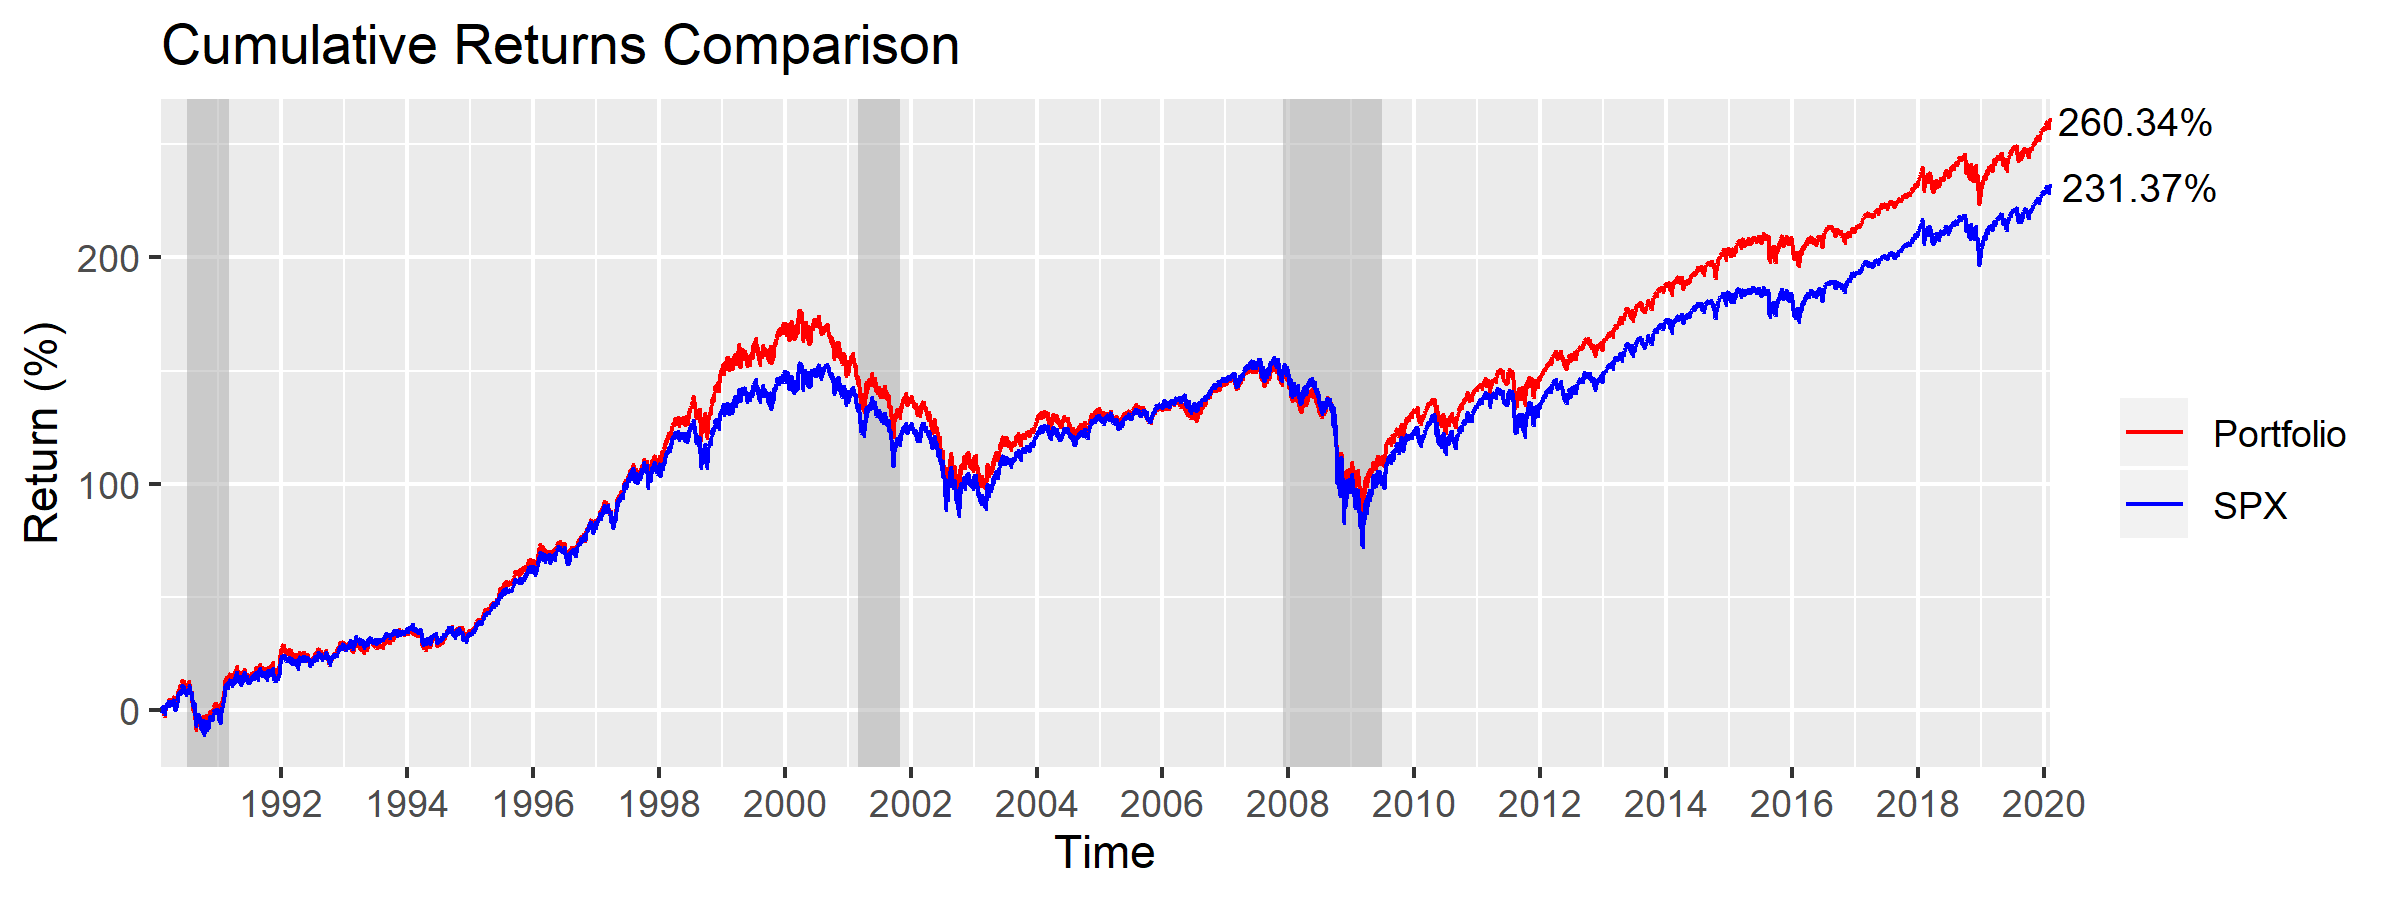 Cumulative Returns Comparison
260.34%
231.37%
200
100
0
Return (%)
Portfolio
SPX
1992 1994 1996 1998 2000 2002 2004 2006 2008 2010 2012 2014 2016 2018 2020
Time